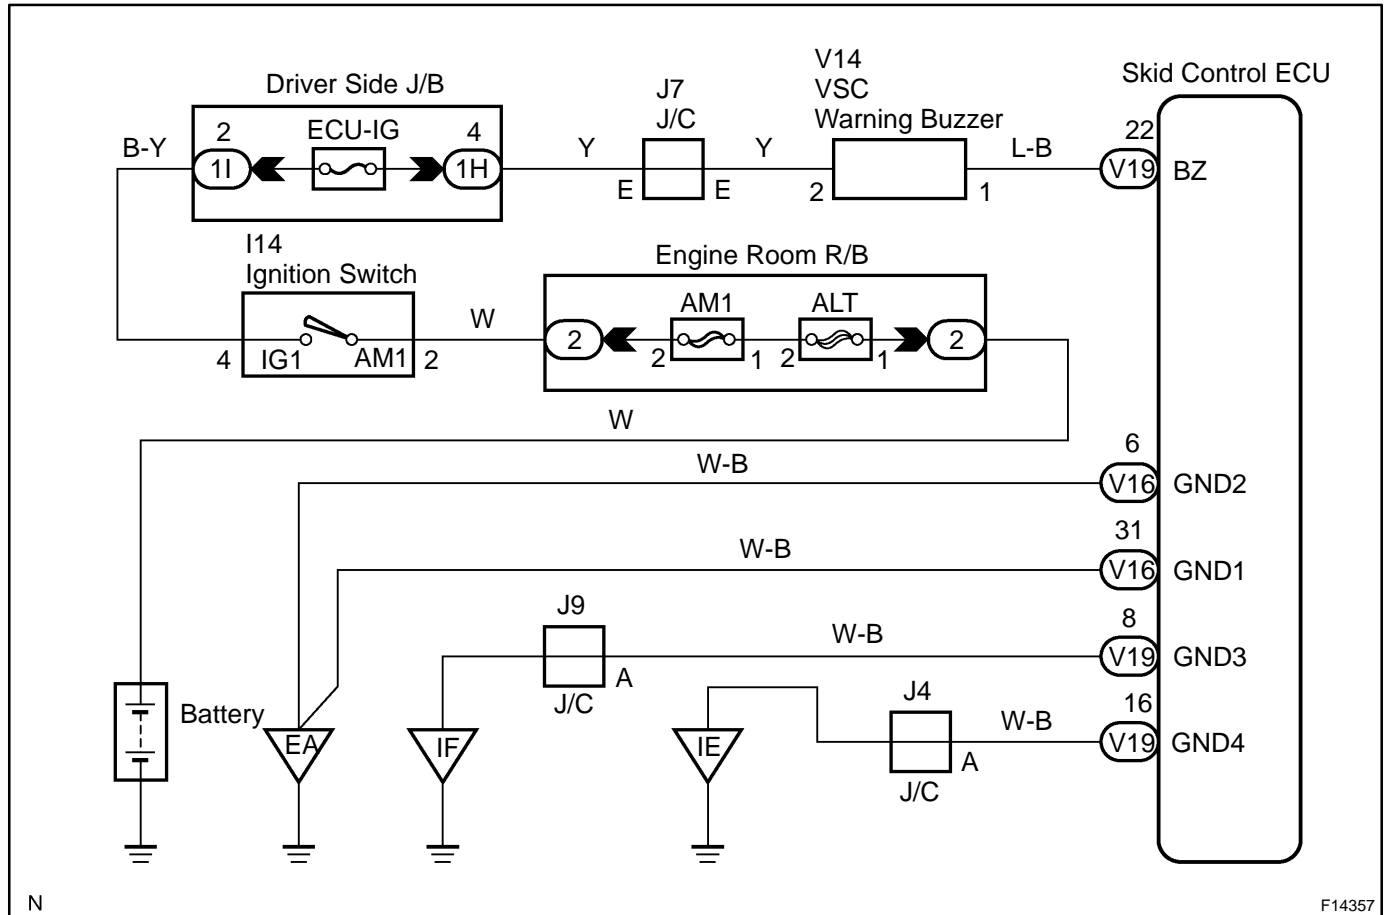 Driver Side J/B
V14
VSC
Warning Buzzer
Skid Control ECU
J7
J/C
B-Y
2
1I
ECU-IG
4
1H
Y
E
E
Y
2
1
L-B
22
V19
BZ
I14
Ignition Switch
4
IG1
AM1
2
W
Engine Room R/B
2
AM1
2
1
ALT
2
1
2
W
W-B
6
V16
GND2
W-B
31
V16
GND1
J9
J/C
A
W-B
8
V19
GND3
J4
J/C
A
W-B
16
V19
GND4
Battery
EA
IF
IE
N
F14357